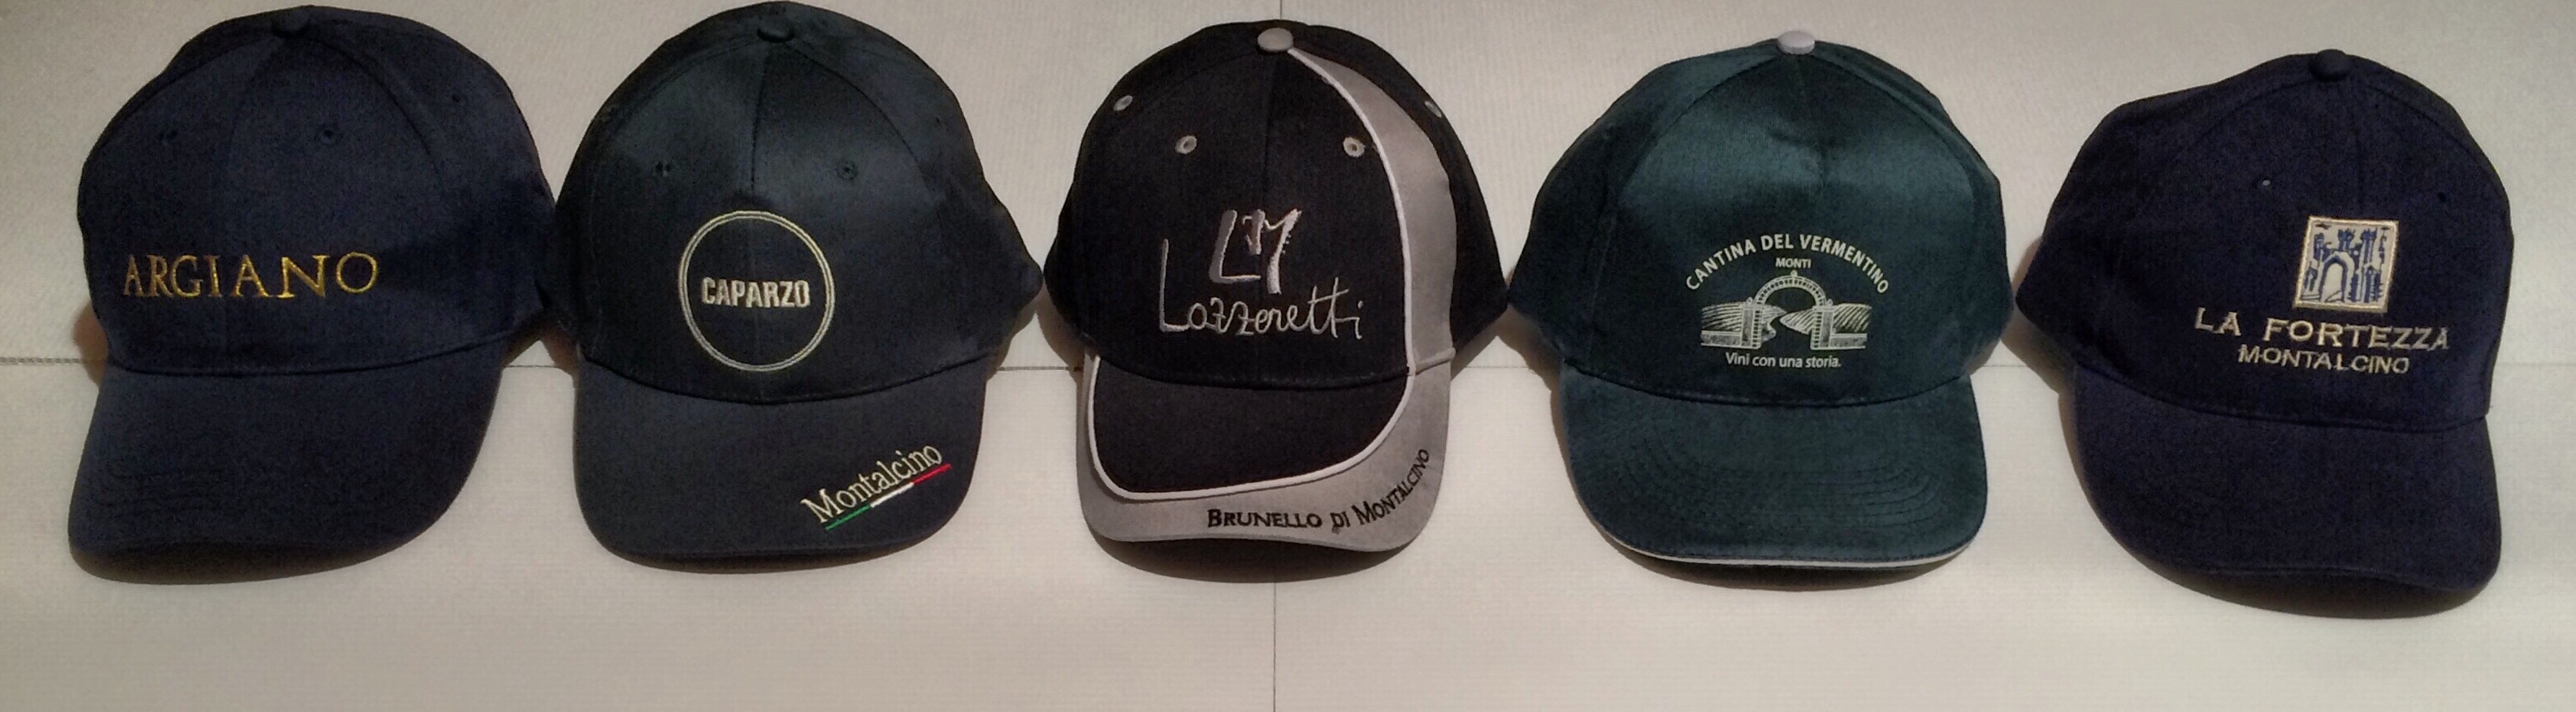 ARGIANO
CAPARZO
Montalcino
LM
Lazzeretti
BRUNELLO DI MONTALCINO
CANTINA DEL VERMENTINO
MONTI
Vini con una storia.
LA FORTEZZA
MONTALCINO